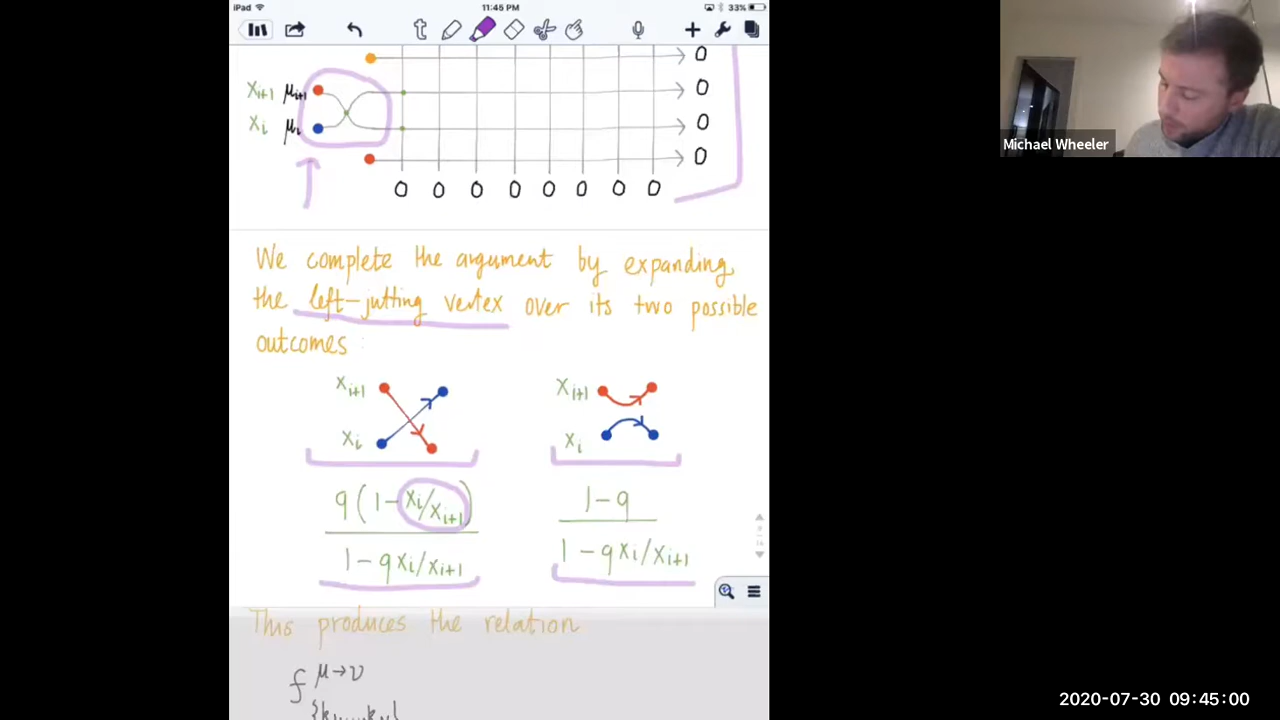 iPad 11:45 PM 33%
0
x_{i+1} μ_{i+1} 0
x_i μ_i 0
0
0 0 0 0 0 0 0 0
We complete the argument by expanding
the left-jutting vertex over its two possible
outcomes :
x_{i+1} x_{i+1}
x_i x_i
q(1-x_i/x_{i+1}) 1-q
1-qx_i/x_{i+1} 1-qx_i/x_{i+1}
This produces the relation
f^{μ→ν}
Michael Wheeler
2020-07-30 09:45:00